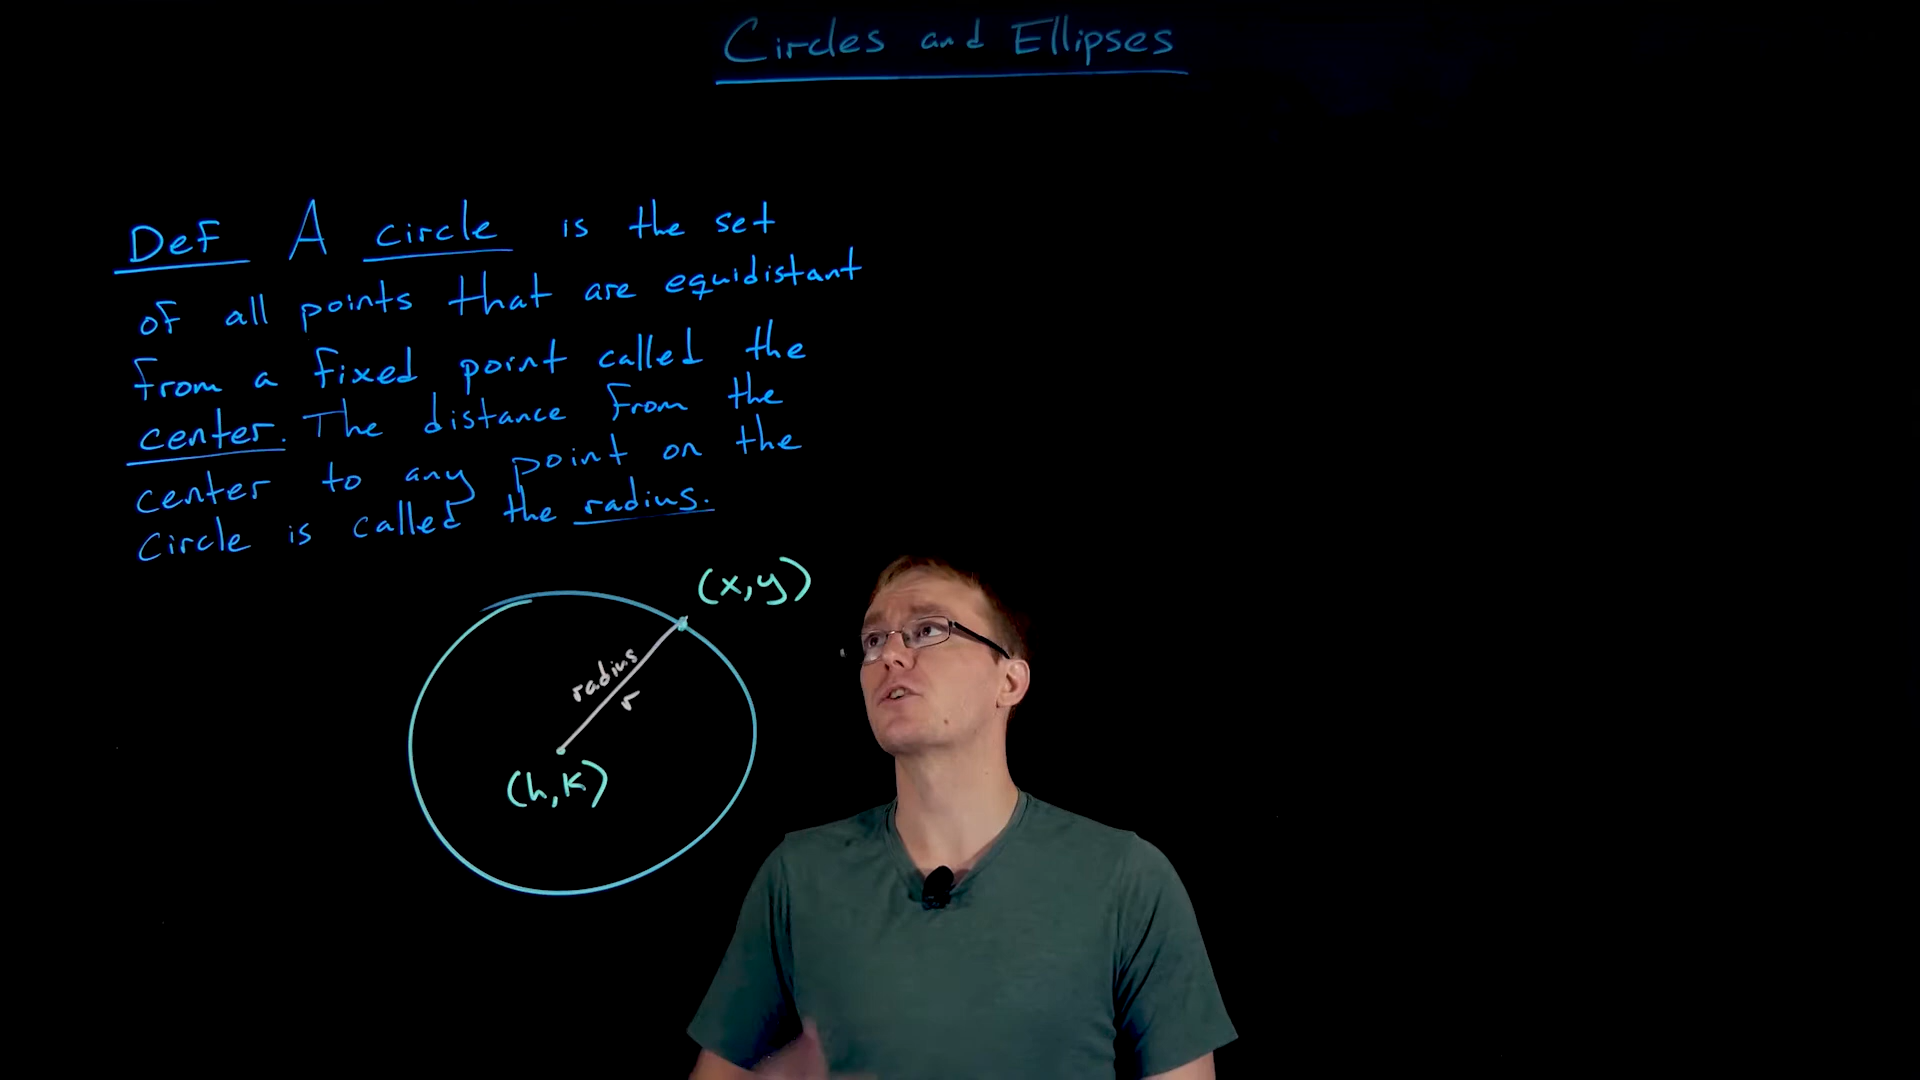 Circles and Ellipses
Def A circle is the set
of all points that are equidistant
from a fixed point called the
center. The distance from the
center to any point on the
circle is called the radius.
(x,y)
radius
r
(h,k)